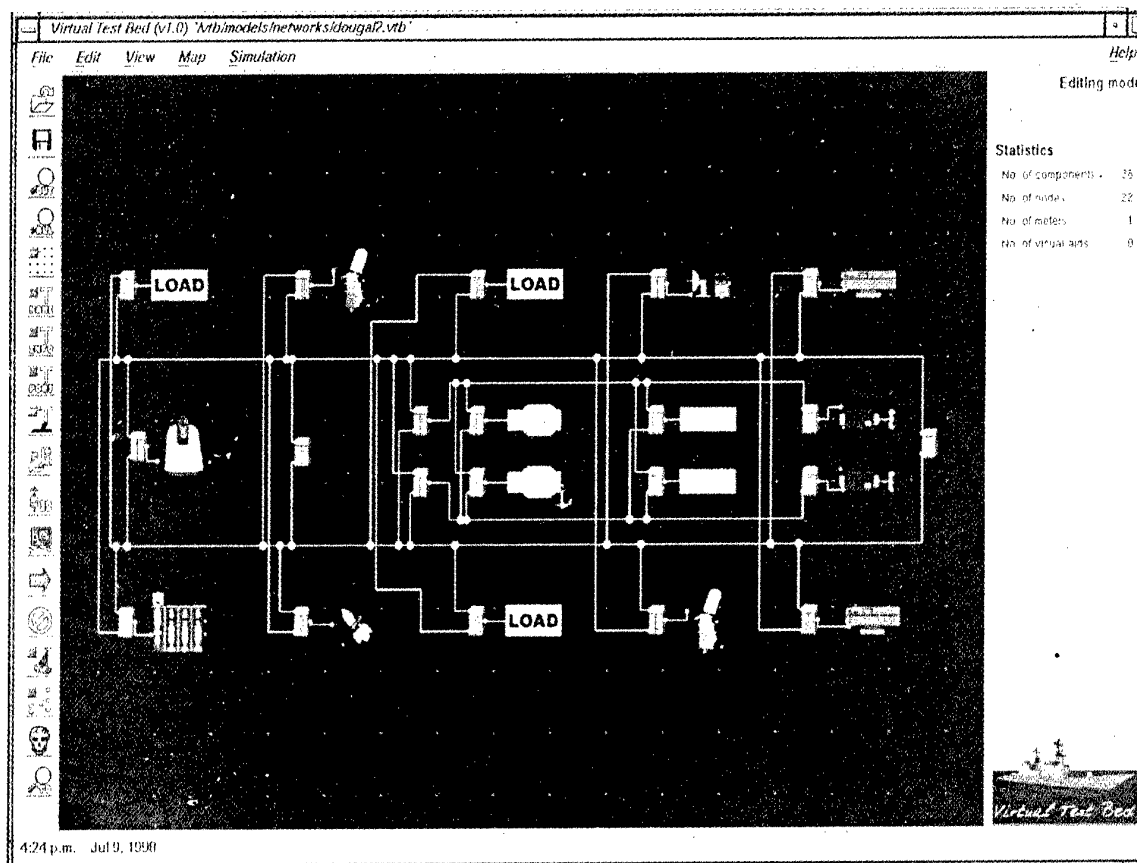 Virtual Test Bed (v1.0) '/vtb/models/networks/dougal2.vtb'
File Edit View Map Simulation Help
Editing mode
Statistics
No. of components
No. of nodes 22
No. of meters 1
No. of virtual aids 0
LOAD
LOAD
LOAD
Virtual Test Bed
4:24 p.m. Jul 9, 1998